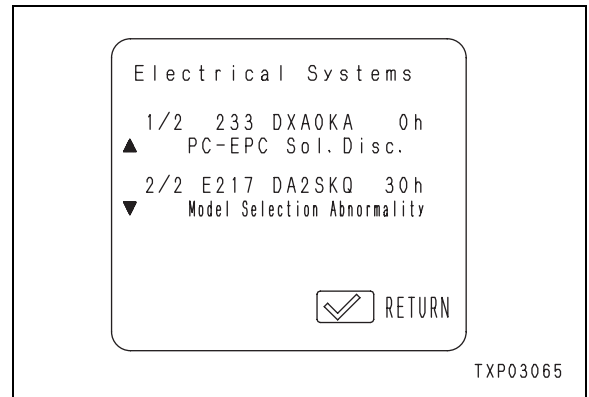 Electrical Systems
1/2 233 DXA0KA 0h
▲ PC-EPC Sol.Disc.
2/2 E217 DA2SKQ 30h
▼ Model Selection Abnormality
RETURN
TXP03065